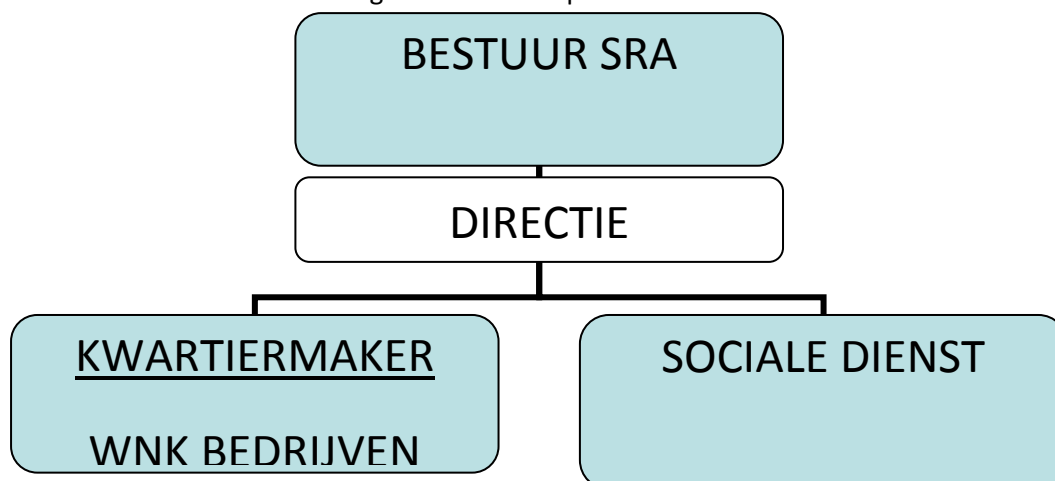 BESTUUR SRA
DIRECTIE
KWARTIERMAKER
WNK BEDRIJVEN
SOCIALE DIENST